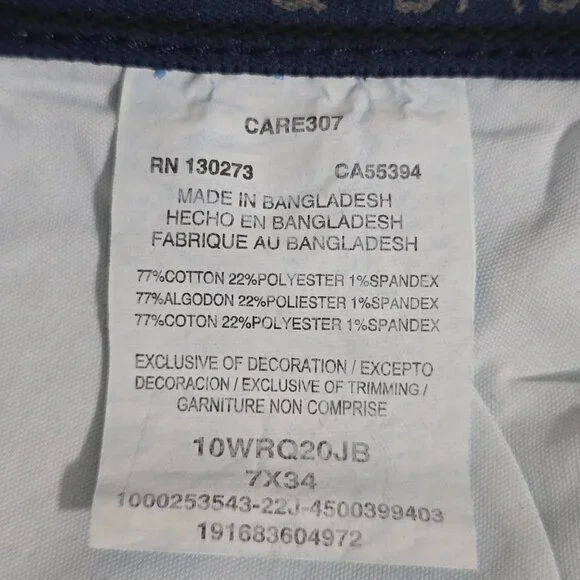 CARE307
RN 130273 CA55394
MADE IN BANGLADESH
HECHO EN BANGLADESH
FABRIQUE AU BANGLADESH
77%COTTON 22%POLYESTER 1%SPANDEX
77%ALGODON 22%POLIESTER 1%SPANDEX
77%COTON 22%POLYESTER 1%SPANDEX
EXCLUSIVE OF DECORATION / EXCEPTO
DECORACION / EXCLUSIVE OF TRIMMING /
GARNITURE NON COMPRISE
10WRQ20JB
7X34
1000253543-22J-4500399403
191683604972